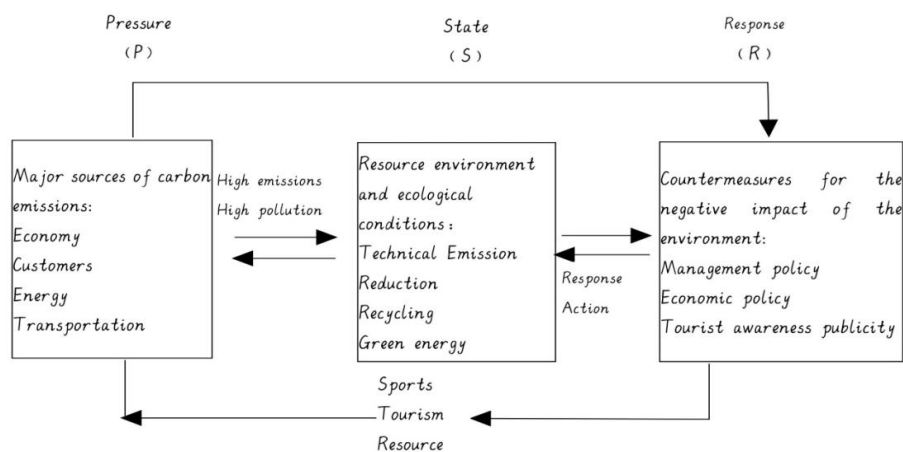 Pressure
(P)
State
(S)
Response
(R)
Major sources of carbon
emissions:
Economy
Customers
Energy
Transportation
High emissions
High pollution
Resource environment
and ecological
conditions:
Technical Emission
Reduction
Recycling
Green energy
Response
Action
Countermeasures for the
negative impact of the
environment:
Management policy
Economic policy
Tourist awareness publicity
Sports
Tourism
Resource